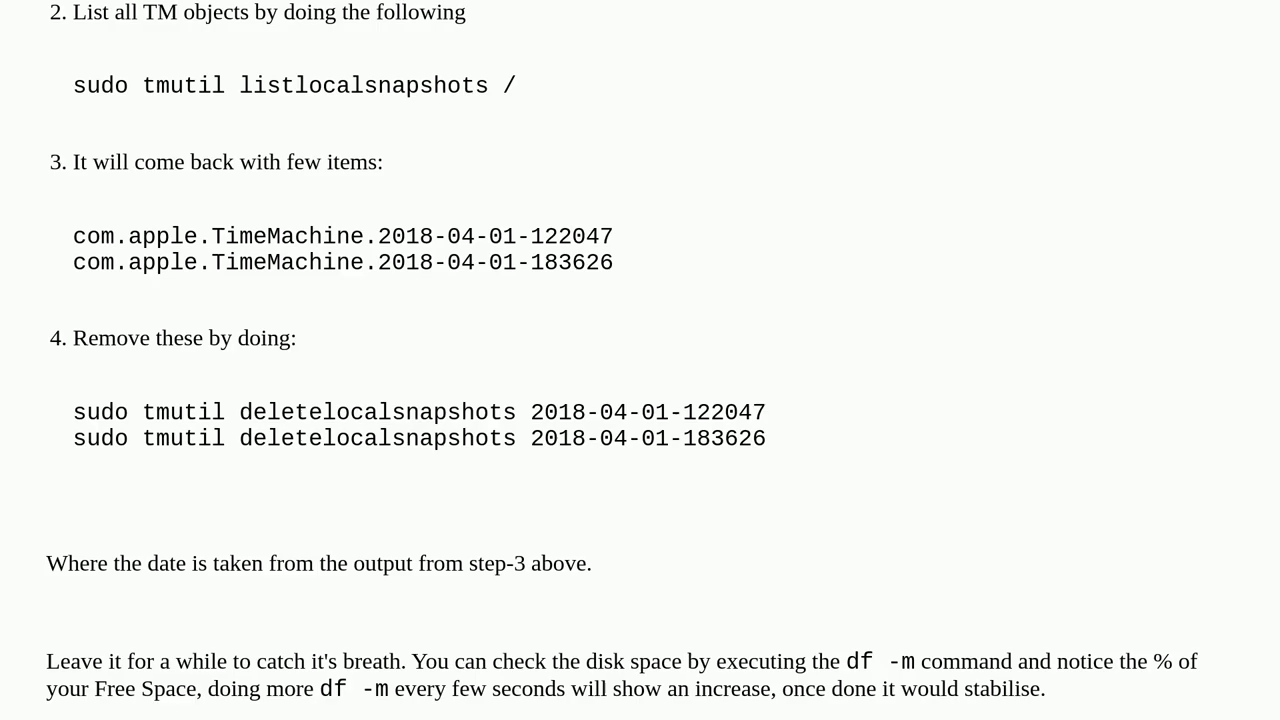 2. List all TM objects by doing the following
sudo tmutil listlocalsnapshots /
3. It will come back with few items:
com.apple.TimeMachine.2018-04-01-122047
com.apple.TimeMachine.2018-04-01-183626
4. Remove these by doing:
sudo tmutil deletelocalsnapshots 2018-04-01-122047
sudo tmutil deletelocalsnapshots 2018-04-01-183626
Where the date is taken from the output from step-3 above.
Leave it for a while to catch it's breath. You can check the disk space by executing the df -m command and notice the % of
your Free Space, doing more df -m every few seconds will show an increase, once done it would stabilise.